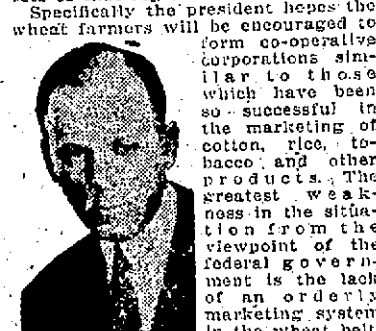 Specifically the president hopes the
wheat farmers will be encouraged to
form co-operative
corporations sim-
ilar to those
which have been
so successful in
the marketing of
cotton, rice, to-
bacco and other
products. The
greatest weak-
ness in the situa-
tion from the
viewpoint of the
federal govern-
ment is the lack
of an orderly
marketing system
in the wheat belt